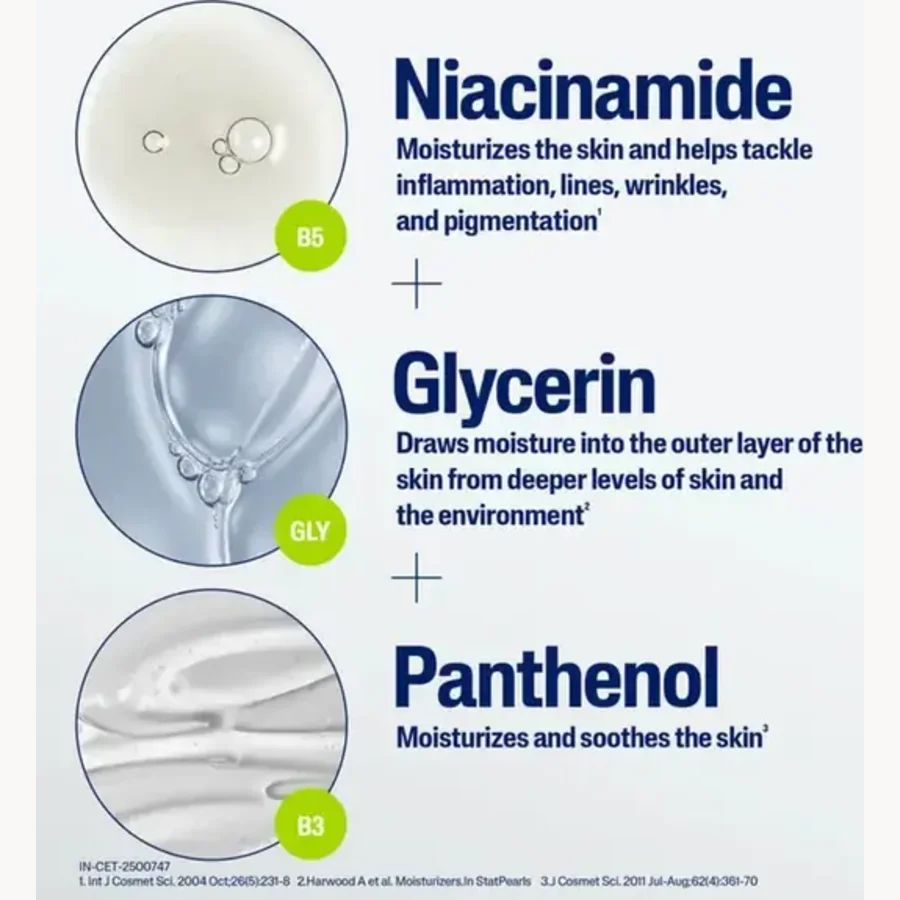 Niacinamide
Moisturizes the skin and helps tackle
inflammation, lines, wrinkles,
and pigmentation¹
B5
Glycerin
Draws moisture into the outer layer of the
skin from deeper levels of skin and
the environment²
GLY
Panthenol
Moisturizes and soothes the skin³
B3
IN-CET-2500747
1. Int J Cosmet Sci. 2004 Oct;26(5):231-8 2.Harwood A et al. Moisturizers.In StatPearls 3.J Cosmet Sci. 2011 Jul-Aug;62(4):361-70